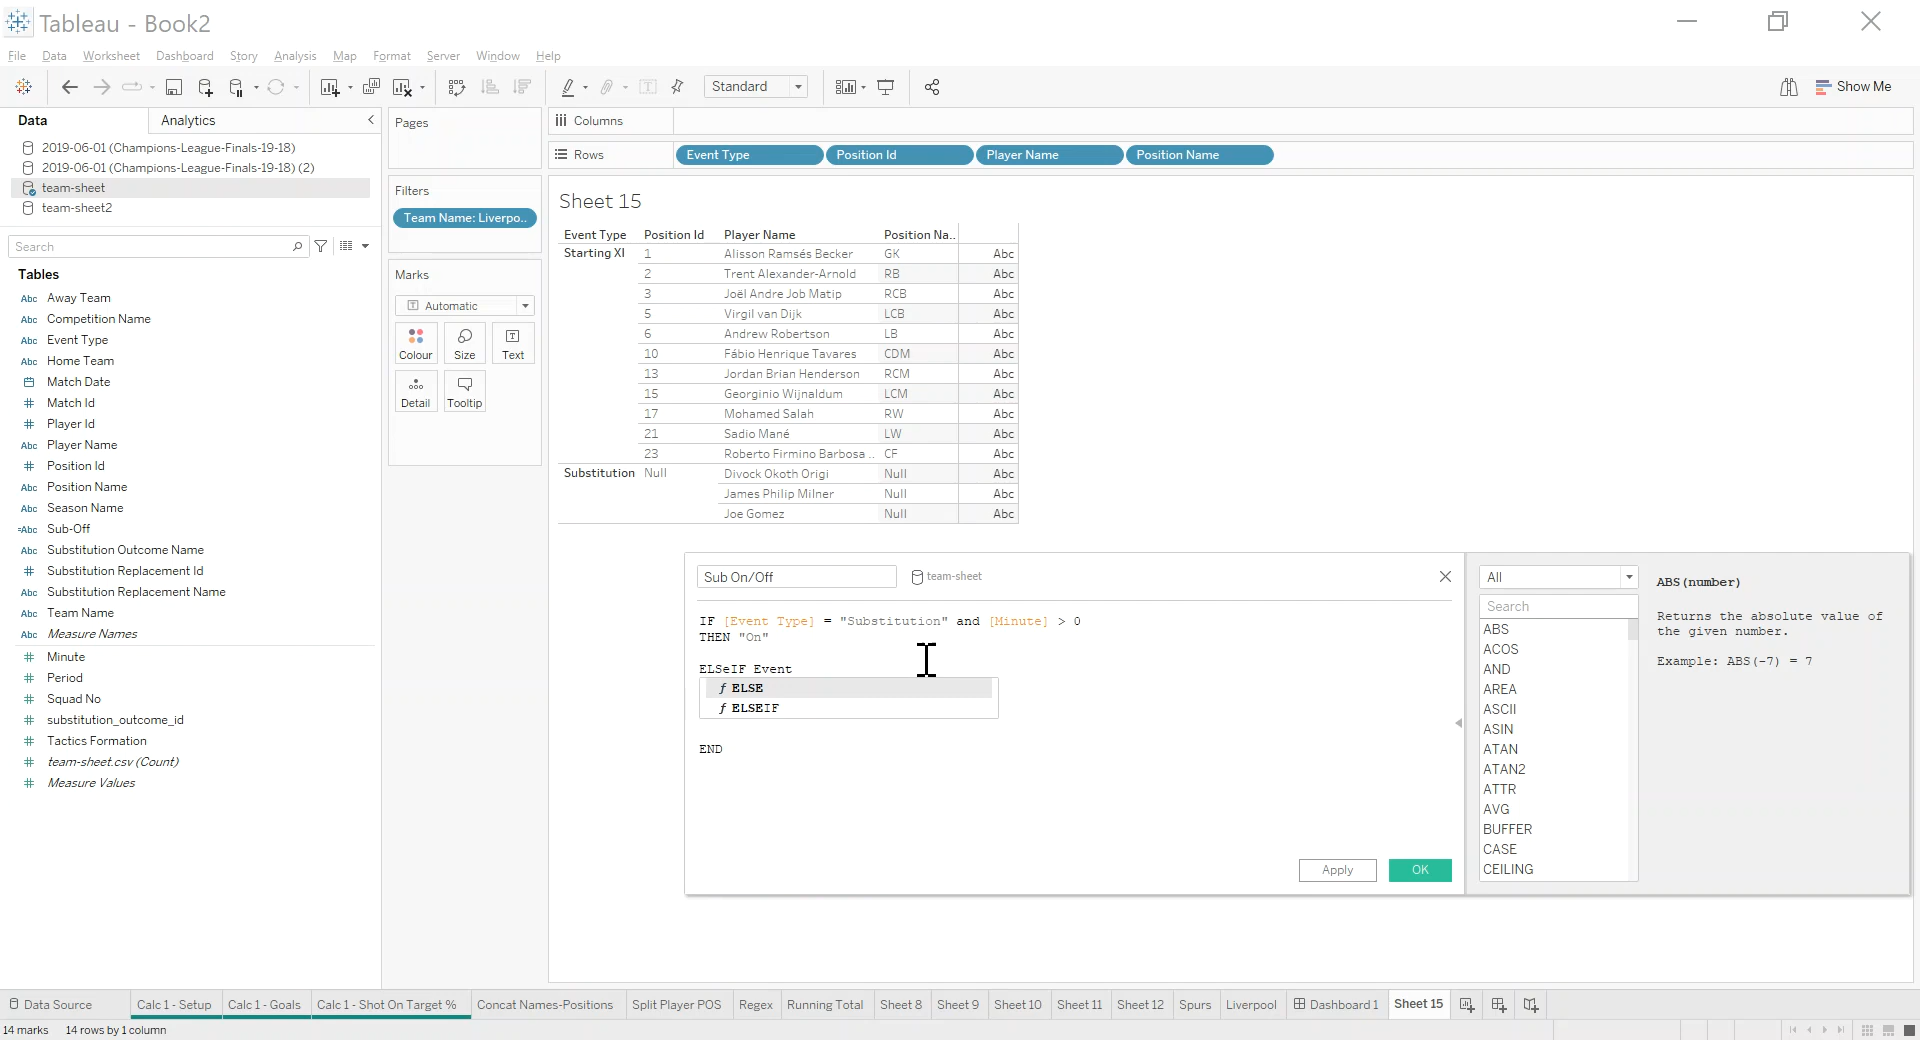 Tableau - Book2
File Data Worksheet Dashboard Story Analysis Map Format Server Window Help
Standard
Show Me
Data
Analytics
2019-06-01 (Champions-League-Finals-19-18)
2019-06-01 (Champions-League-Finals-19-18) (2)
team-sheet
team-sheet2
Search
Tables
Abc Away Team
Abc Competition Name
Abc Event Type
Abc Home Team
Match Date
# Match Id
# Player Id
Abc Player Name
# Position Id
Abc Position Name
Abc Season Name
=Abc Sub-Off
Abc Substitution Outcome Name
# Substitution Replacement Id
Abc Substitution Replacement Name
Abc Team Name
Abc Measure Names
# Minute
# Period
# Squad No
# substitution_outcome_id
# Tactics Formation
# team-sheet.csv (Count)
# Measure Values
Pages
Filters
Team Name: Liverpo..
Marks
Automatic
Colour Size Text
Detail Tooltip
Columns
Rows Event Type Position Id Player Name Position Name
Sheet 15
Event Type Position Id Player Name Position Na..
Starting XI 1 Alisson Ramsés Becker GK Abc
2 Trent Alexander-Arnold RB Abc
3 Joël Andre Job Matip RCB Abc
5 Virgil van Dijk LCB Abc
6 Andrew Robertson LB Abc
10 Fábio Henrique Tavares CDM Abc
13 Jordan Brian Henderson RCM Abc
15 Georginio Wijnaldum LCM Abc
17 Mohamed Salah RW Abc
21 Sadio Mané LW Abc
23 Roberto Firmino Barbosa .. CF Abc
Substitution Null Divock Okoth Origi Null Abc
James Philip Milner Null Abc
Joe Gomez Null Abc
Sub On/Off
team-sheet
IF [Event Type] = "Substitution" and [Minute] > 0
THEN "On"
ELSeIF Event
ƒ ELSE
ƒ ELSEIF
END
Apply
OK
All
Search
ABS
ACOS
AND
AREA
ASCII
ASIN
ATAN
ATAN2
ATTR
AVG
BUFFER
CASE
CEILING
ABS(number)
Returns the absolute value of
the given number.
Example: ABS(-7) = 7
Data Source Calc 1 - Setup Calc 1 - Goals Calc 1 - Shot On Target % Concat Names-Positions Split Player POS Regex Running Total Sheet 8 Sheet 9 Sheet 10 Sheet 11 Sheet 12 Spurs Liverpool Dashboard 1 Sheet 15
14 marks 14 rows by 1 column